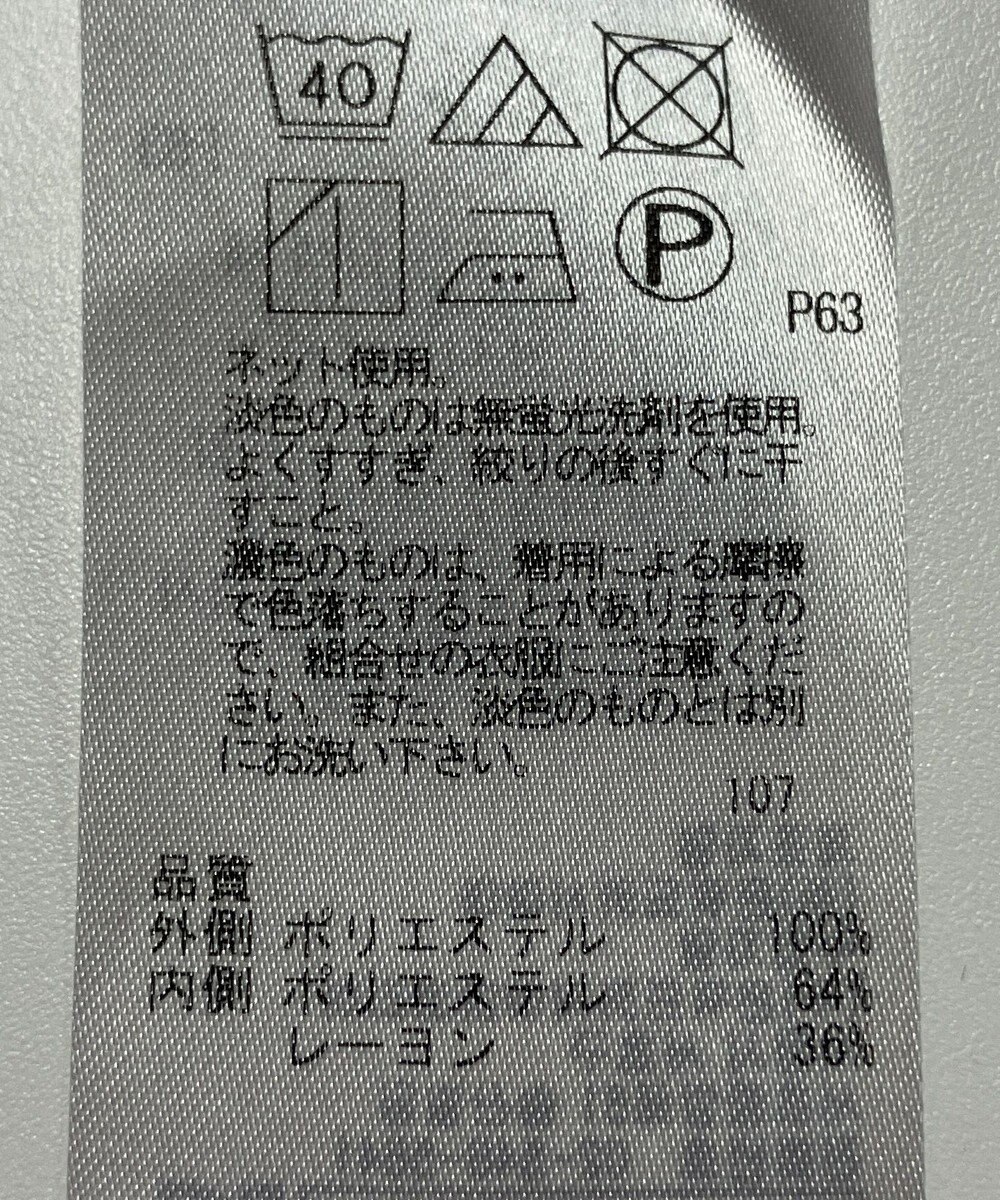 40
P
P63
ネット使用。
淡色のものは無蛍光洗剤を使用。
よくすすぎ、絞りの後すぐに干
すこと。
濃色のものは、着用による摩擦
で色落ちすることがありますの
で、組合せの衣服にご注意くだ
さい。また、淡色のものとは別
にお洗い下さい。
107
品質
外側 ポリエステル 100%
内側 ポリエステル 64%
レーヨン 36%